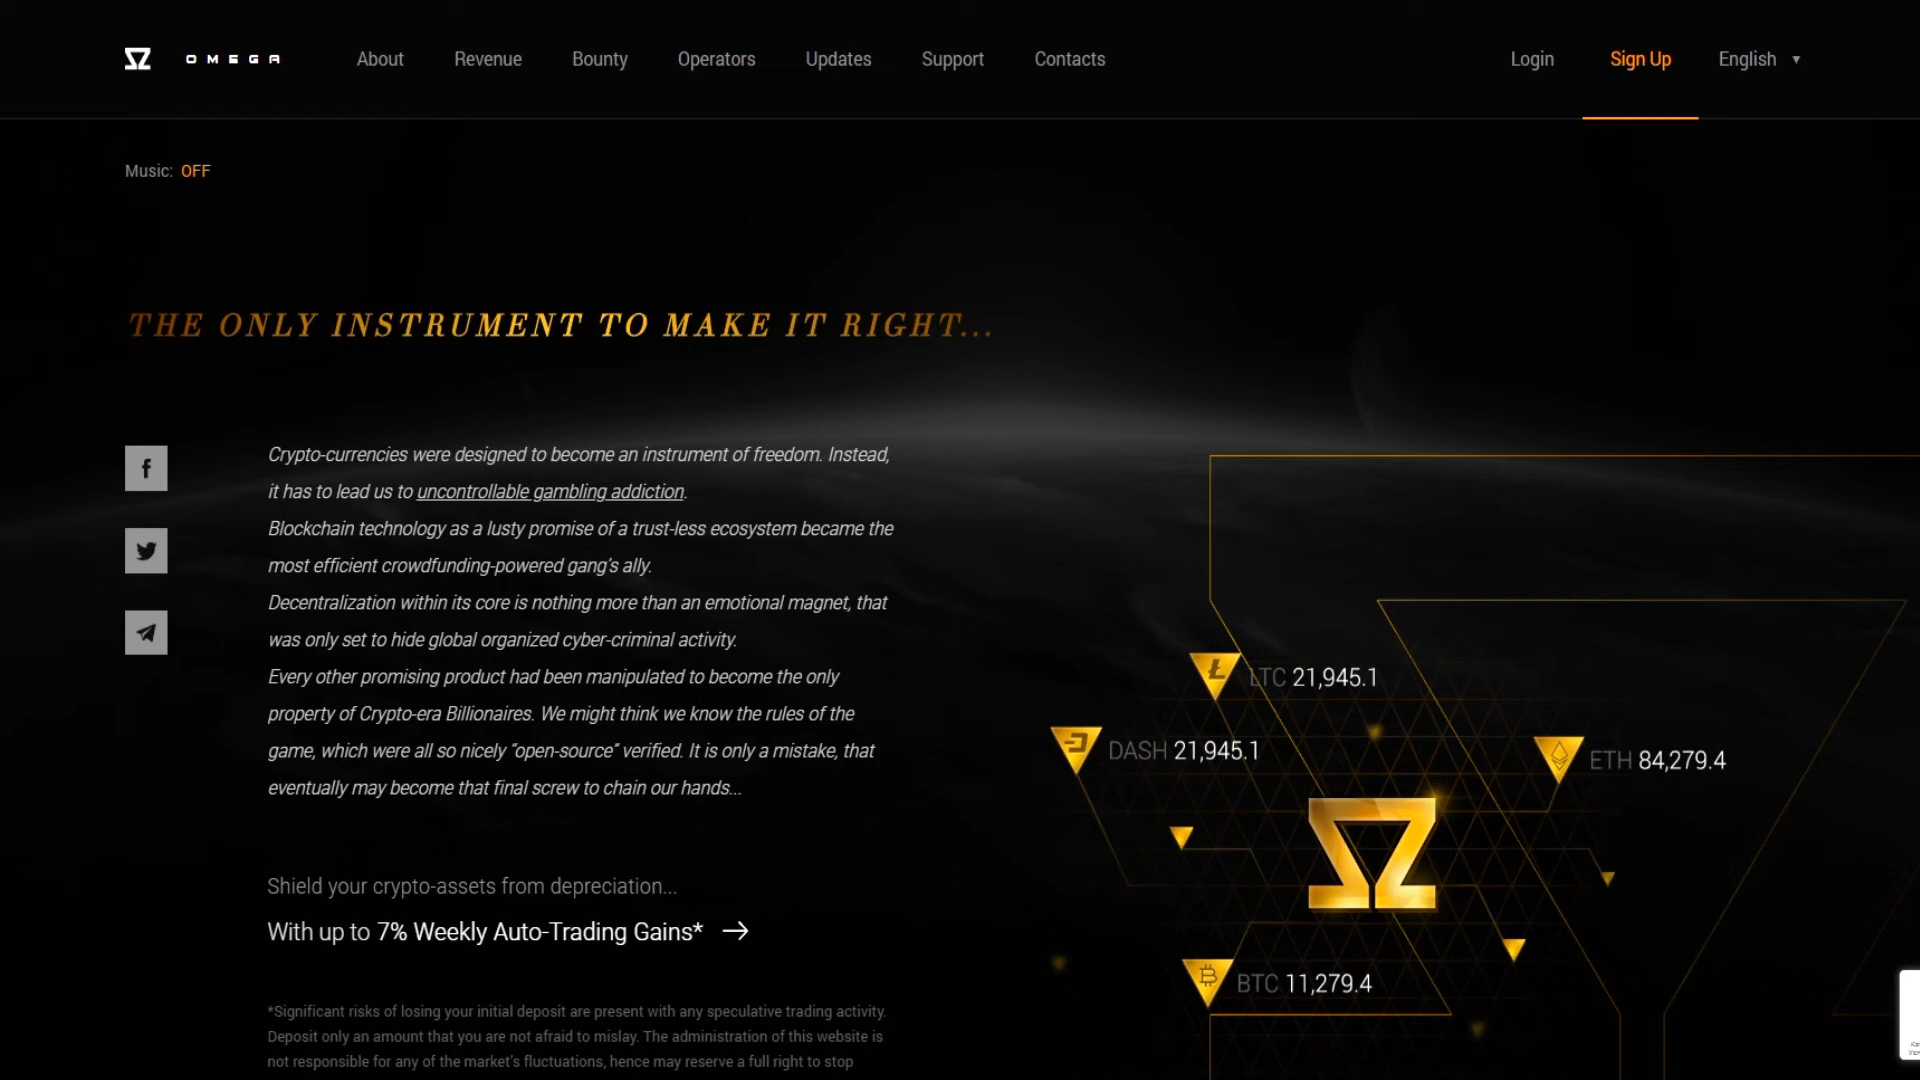 OMEGA
About
Revenue
Bounty
Operators
Updates
Support
Contacts
Login
Sign Up
English
Music: OFF
THE ONLY INSTRUMENT TO MAKE IT RIGHT...
Crypto-currencies were designed to become an instrument of freedom. Instead,
it has to lead us to uncontrollable gambling addiction.
Blockchain technology as a lusty promise of a trust-less ecosystem became the
most efficient crowdfunding-powered gang's ally.
Decentralization within its core is nothing more than an emotional magnet, that
was only set to hide global organized cyber-criminal activity.
Every other promising product had been manipulated to become the only
property of Crypto-era Billionaires. We might think we know the rules of the
game, which were all so nicely “open-source” verified. It is only a mistake, that
eventually may become that final screw to chain our hands...
Shield your crypto-assets from depreciation...
With up to 7% Weekly Auto-Trading Gains* →
*Significant risks of losing your initial deposit are present with any speculative trading activity.
Deposit only an amount that you are not afraid to mislay. The administration of this website is
not responsible for any of the market's fluctuations, hence may reserve a full right to stop
LTC 21,945.1
DASH 21,945.1
ETH 84,279.4
BTC 11,279.4